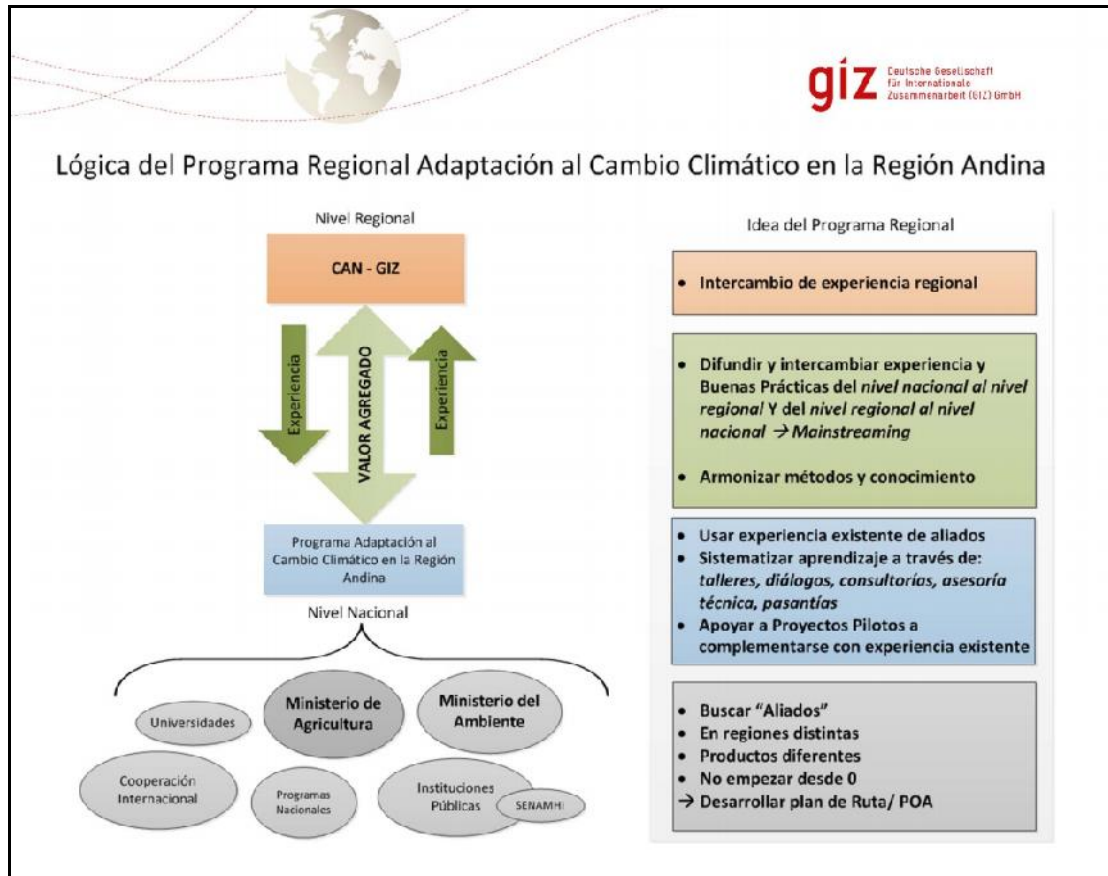 giz
Deutsche Gesellschaft
für Internationale
Zusammenarbeit (GIZ) GmbH
Lógica del Programa Regional Adaptación al Cambio Climático en la Región Andina
Nivel Regional
CAN - GIZ
Experiencia
VALOR AGREGADO
Experiencia
Programa Adaptación al
Cambio Climático en la Región
Andina
Nivel Nacional
Universidades
Ministerio de
Agricultura
Ministerio del
Ambiente
Cooperación
Internacional
Programas
Nacionales
Instituciones
Públicas
SENAMHI
Idea del Programa Regional
• Intercambio de experiencia regional
• Difundir y intercambiar experiencia y
Buenas Prácticas del nivel nacional al nivel
regional Y del nivel regional al nivel
nacional → Mainstreaming
• Armonizar métodos y conocimiento
• Usar experiencia existente de aliados
• Sistematizar aprendizaje a través de:
talleres, diálogos, consultorías, asesoría
técnica, pasantías
• Apoyar a Proyectos Pilotos a
complementarse con experiencia existente
• Buscar “Aliados”
• En regiones distintas
• Productos diferentes
• No empezar desde 0
→ Desarrollar plan de Ruta/ POA